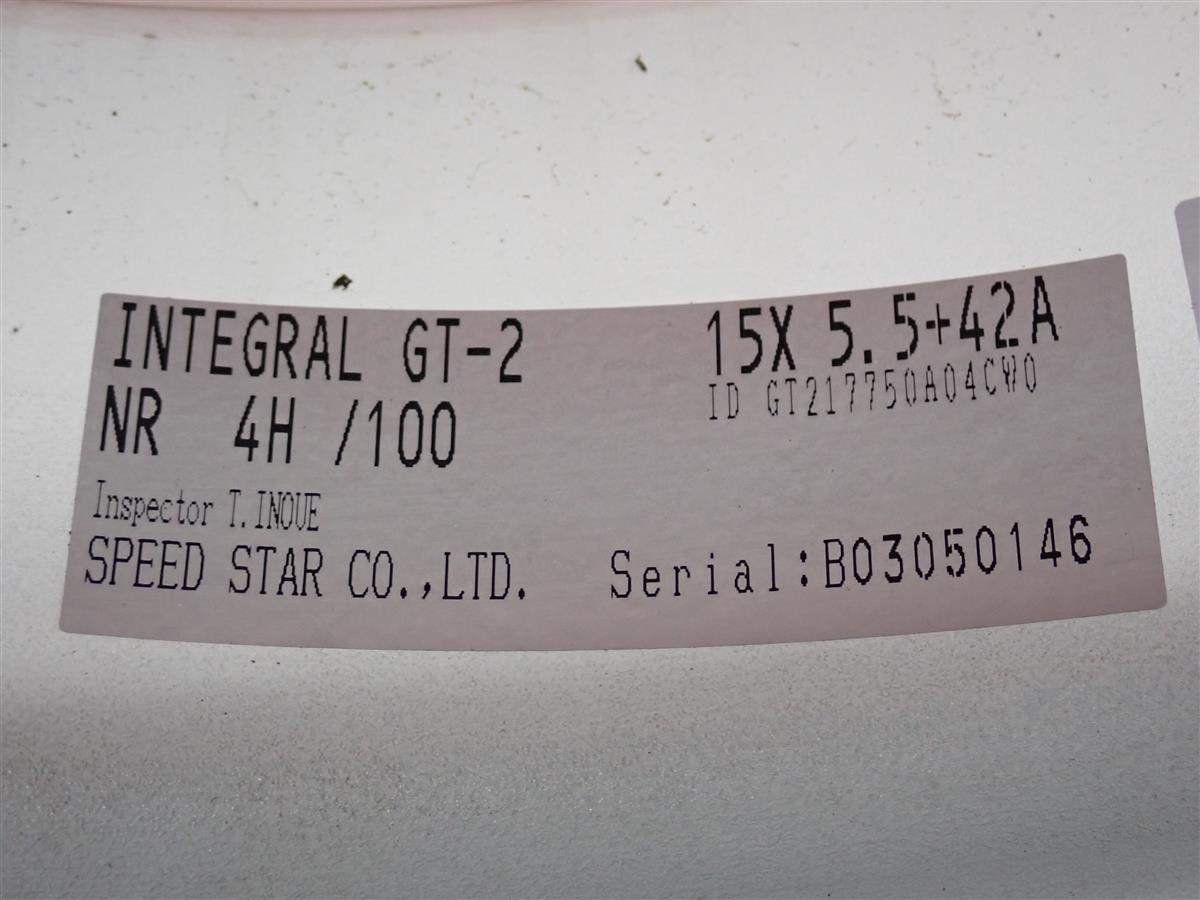 INTEGRAL GT-2 15X 5.5+42A
ID GT217750A04CW0
NR 4H /100
Inspector T.INOUE
SPEED STAR CO.,LTD. Serial:B03050146